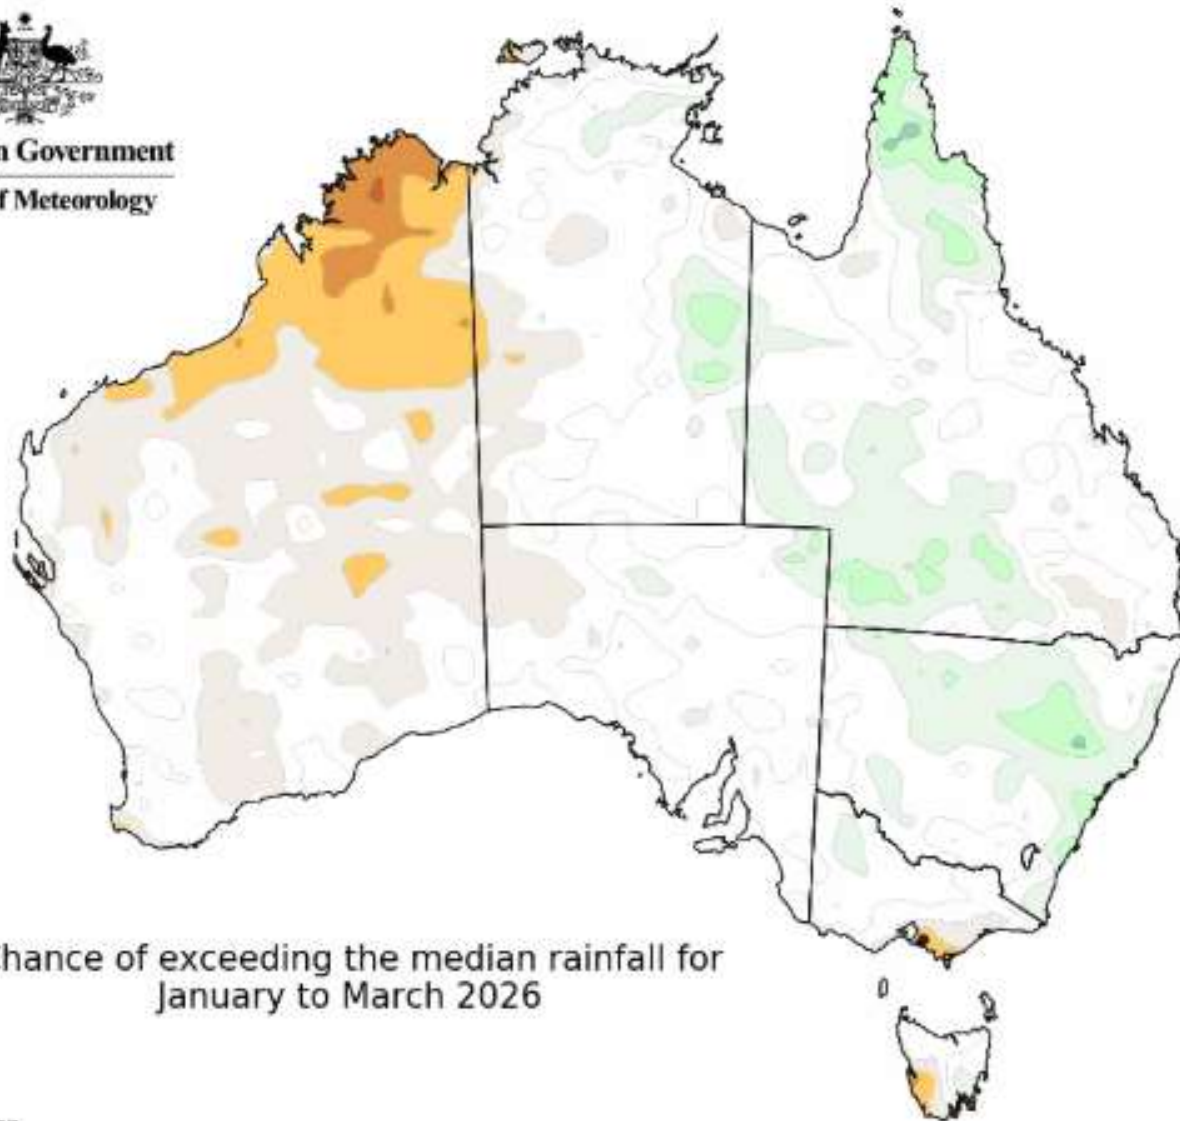 n Government
f Meteorology
hance of exceeding the median rainfall for
January to March 2026